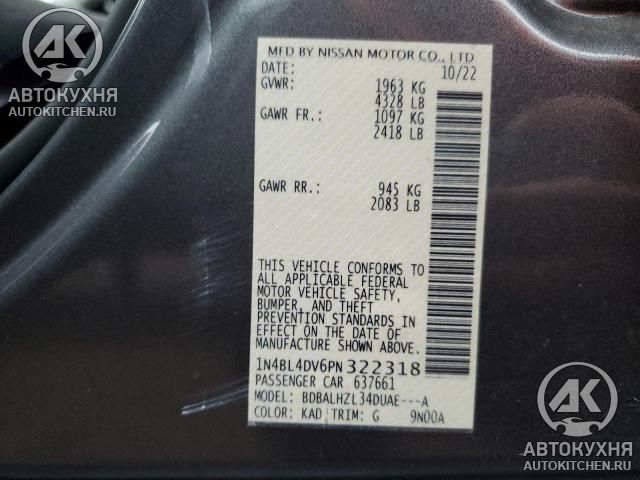 AK
АВТОКУХНЯ
AUTOKITCHEN.RU
MFD BY NISSAN MOTOR CO., LTD
DATE: 10/22
GVWR: 1963 KG
4328 LB
GAWR FR.: 1097 KG
2418 LB
GAWR RR.: 945 KG
2083 LB
THIS VEHICLE CONFORMS TO
ALL APPLICABLE FEDERAL
MOTOR VEHICLE SAFETY,
BUMPER, AND THEFT
PREVENTION STANDARDS IN
EFFECT ON THE DATE OF
MANUFACTURE SHOWN ABOVE.
1N4BL4DV6PN322318
PASSENGER CAR 637661
MODEL: BDBALHZL34DUAE---A
COLOR: KAD TRIM: G 9N00A
AK
АВТОКУХНЯ
AUTOKITCHEN.RU